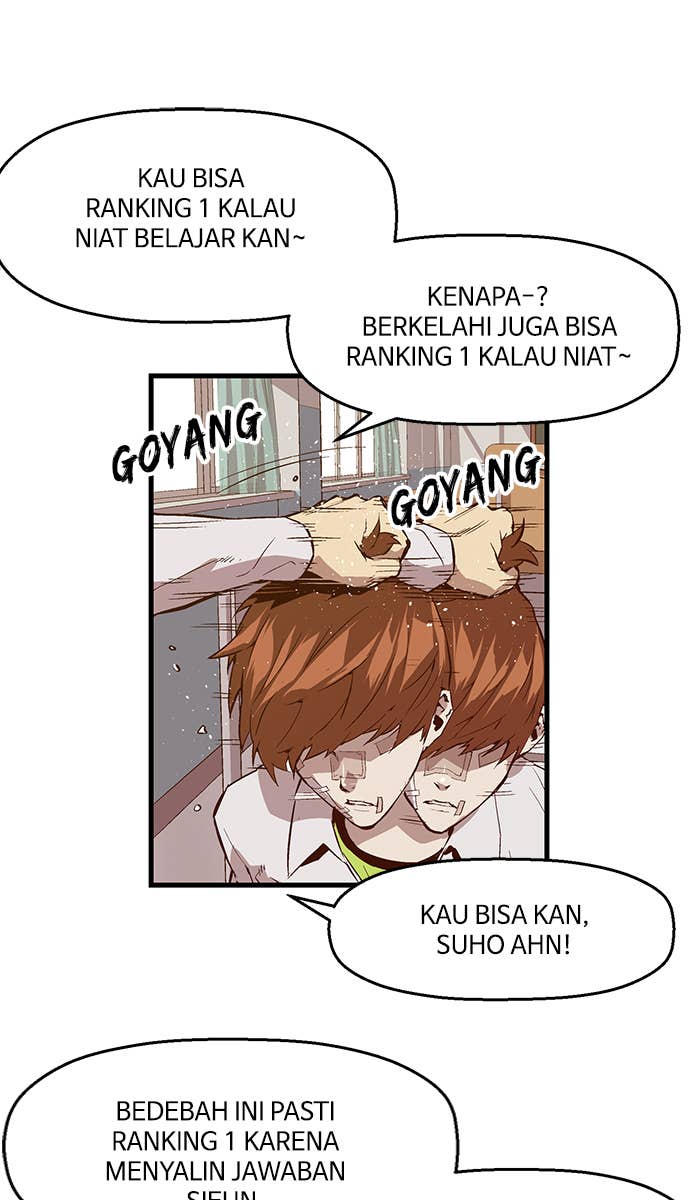 KAU BISA
RANKING 1 KALAU
NIAT BELAJAR KAN~
KENAPA-?
BERKELAHI JUGA BISA
RANKING 1 KALAU NIAT~
GOYANG
GOYANG
KAU BISA KAN,
SUHO AHN!
BEDEBAH INI PASTI
RANKING 1 KARENA
MENYALIN JAWABAN